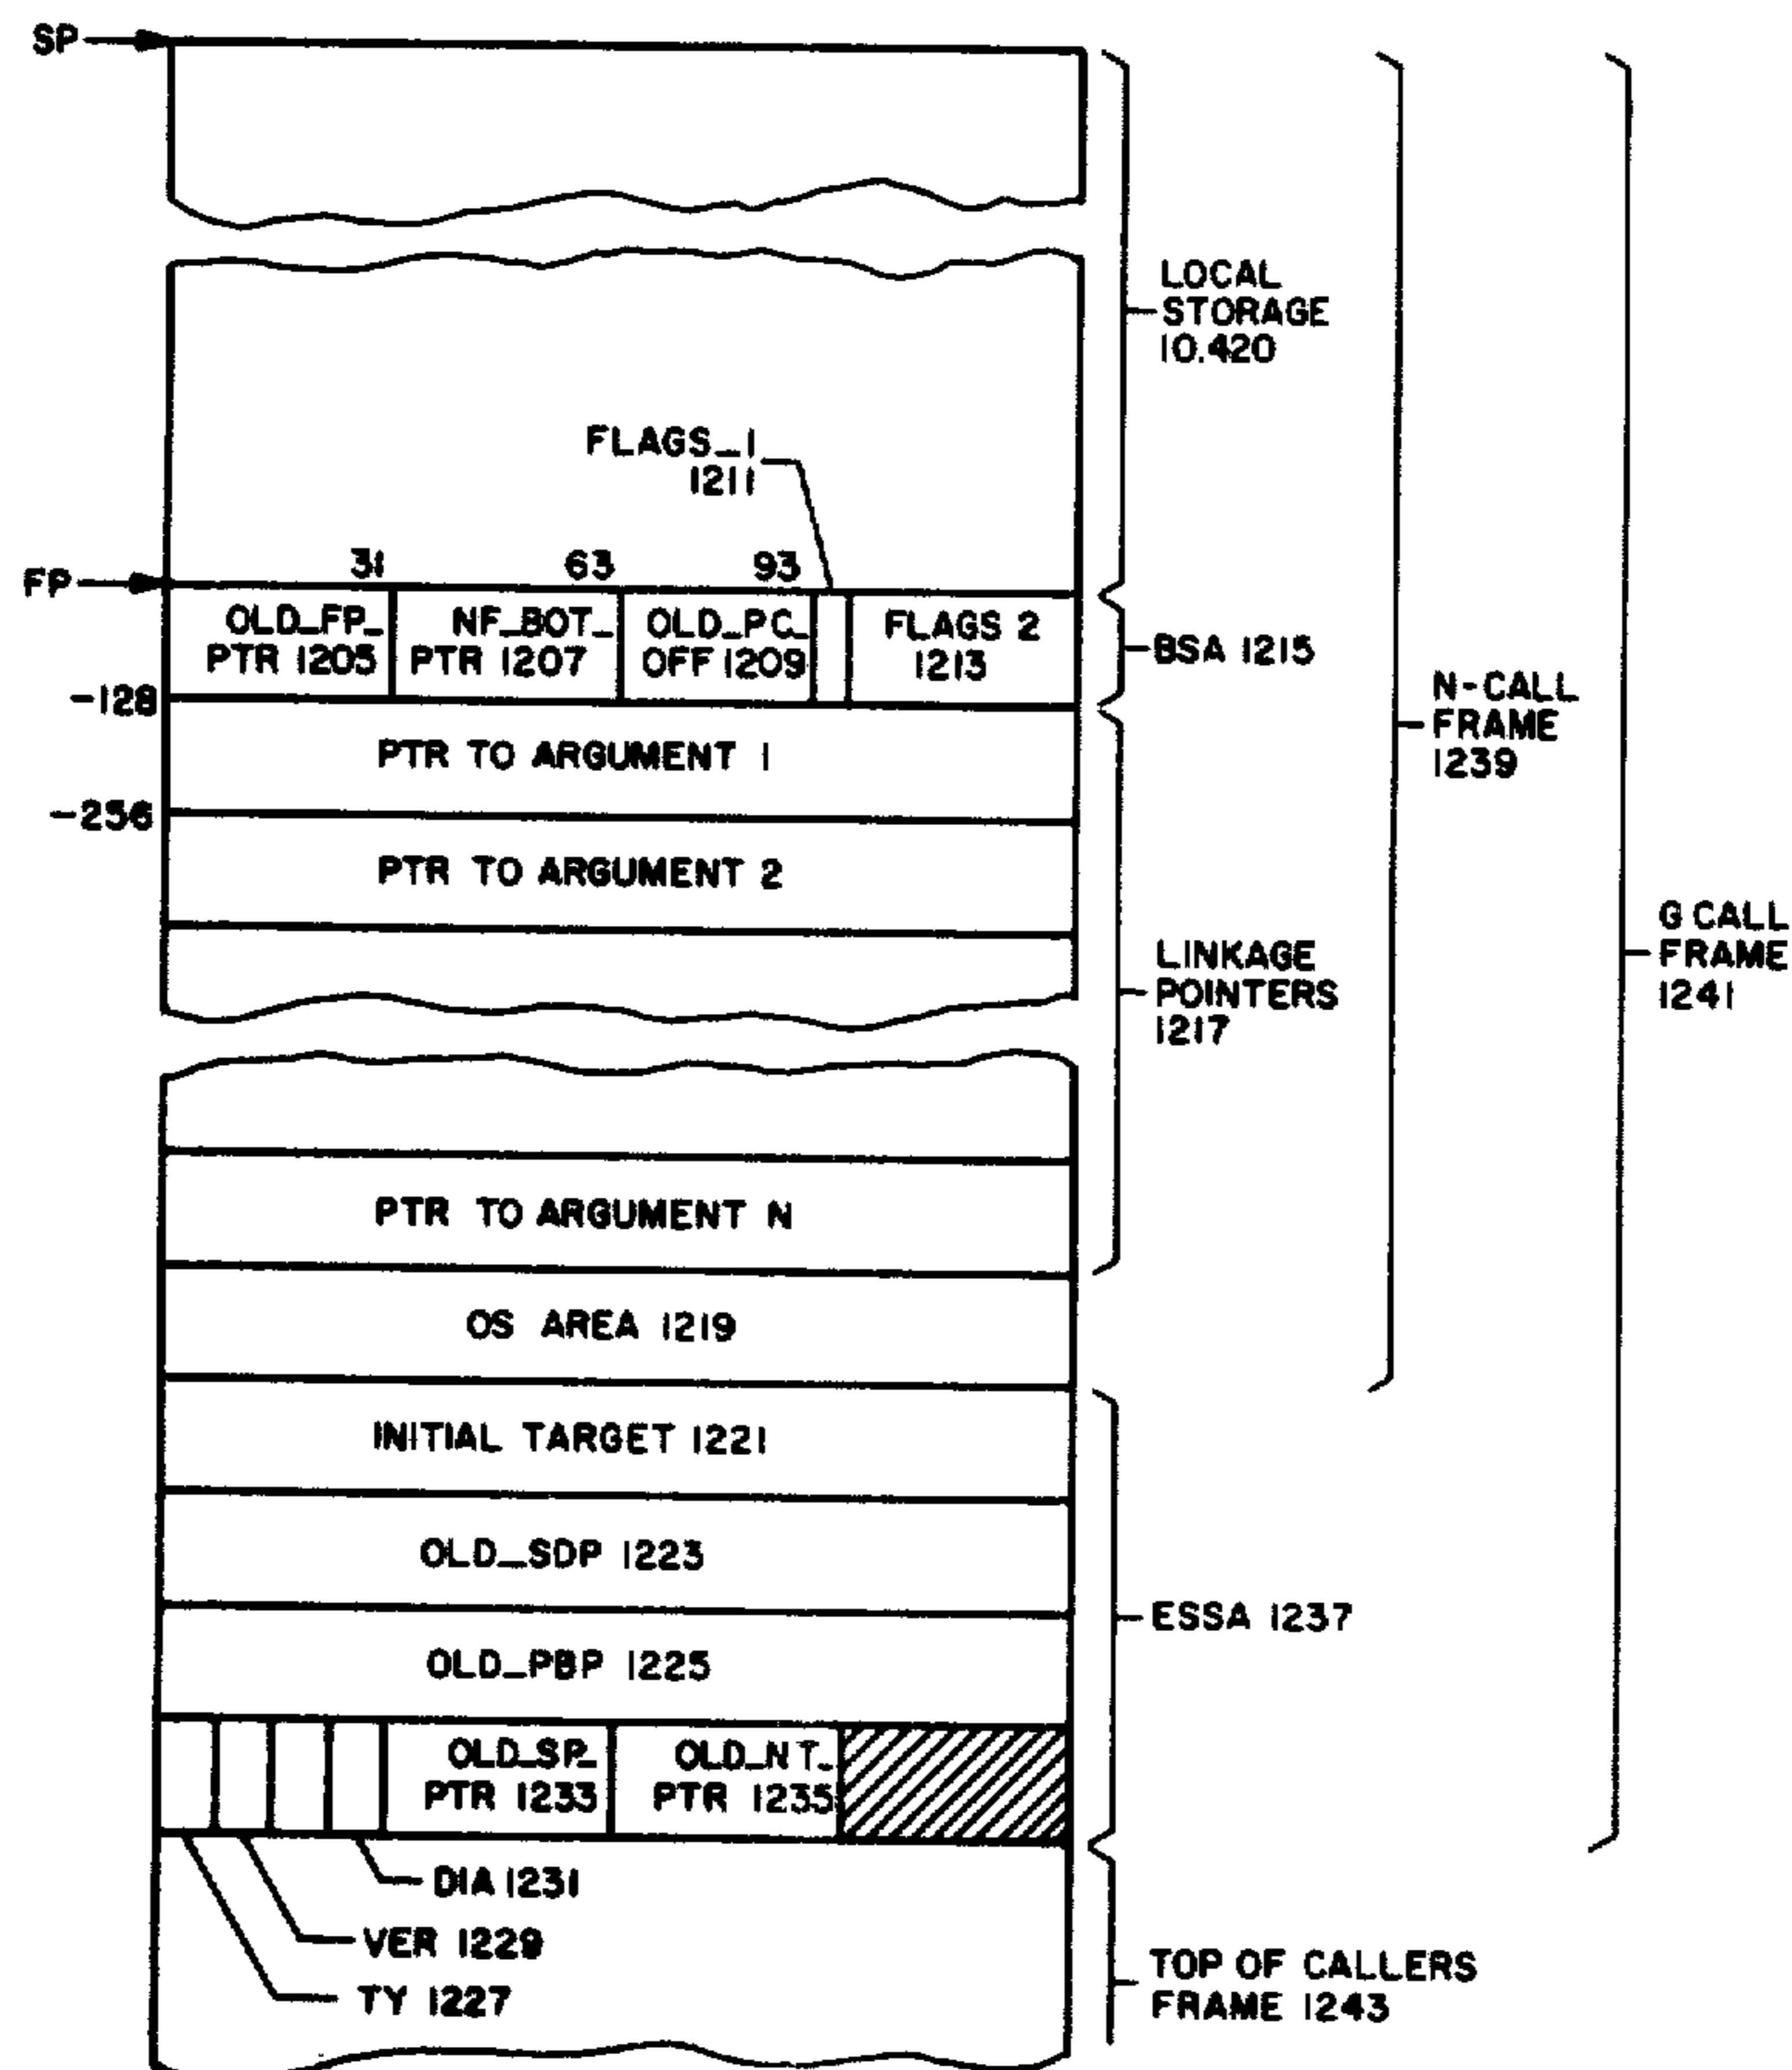 SP
LOCAL
STORAGE
10.420
FLAGS_1
1211
FP
31
63
93
OLD_FP_
PTR 1205
NF_BOT_
PTR 1207
OLD_PC_
OFF 1209
FLAGS 2
1213
BSA 1215
-128
N-CALL
FRAME
1239
PTR TO ARGUMENT 1
-256
PTR TO ARGUMENT 2
G CALL
FRAME
1241
LINKAGE
POINTERS
1217
PTR TO ARGUMENT N
OS AREA 1219
INITIAL TARGET 1221
OLD_SDP 1223
ESSA 1237
OLD_PBP 1225
OLD_SP_
PTR 1233
OLD_NT_
PTR 1235
DIA 1231
VER 1229
TY 1227
TOP OF CALLERS
FRAME 1243